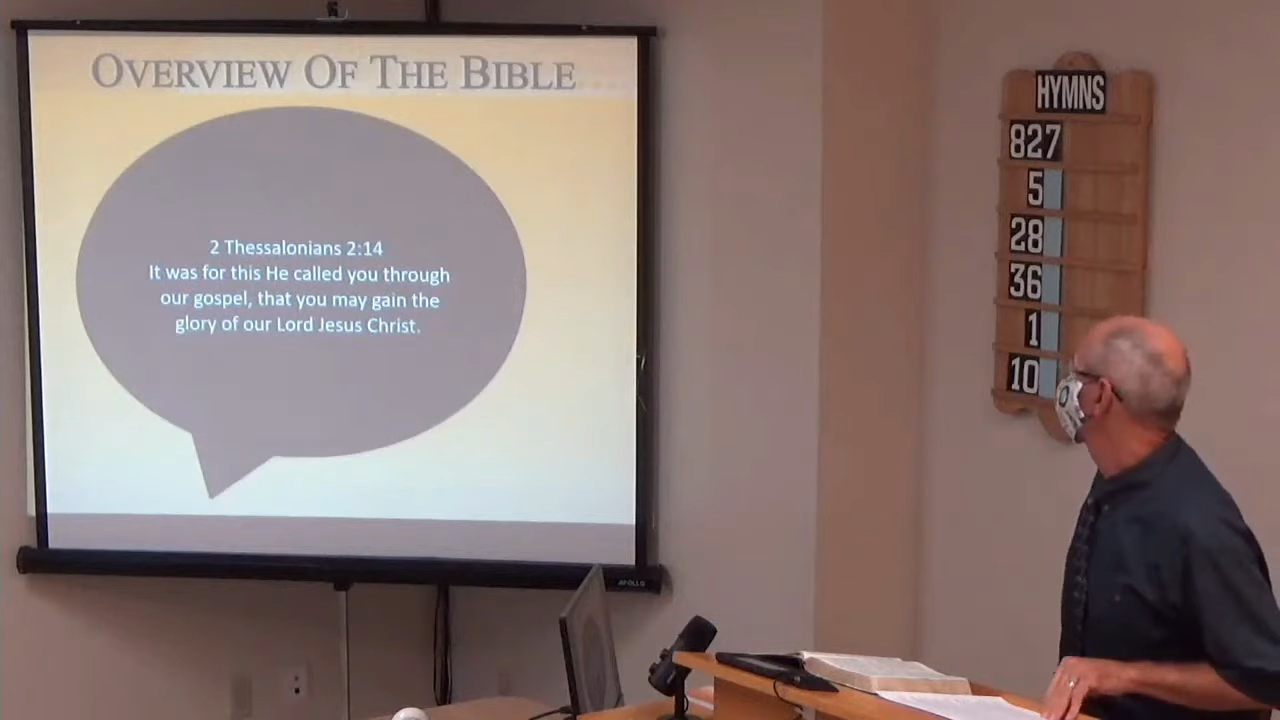 OVERVIEW OF THE BIBLE
2 Thessalonians 2:14
It was for this He called you through
our gospel, that you may gain the
glory of our Lord Jesus Christ.
APOLLO
HYMNS
827
5
28
36
1
10